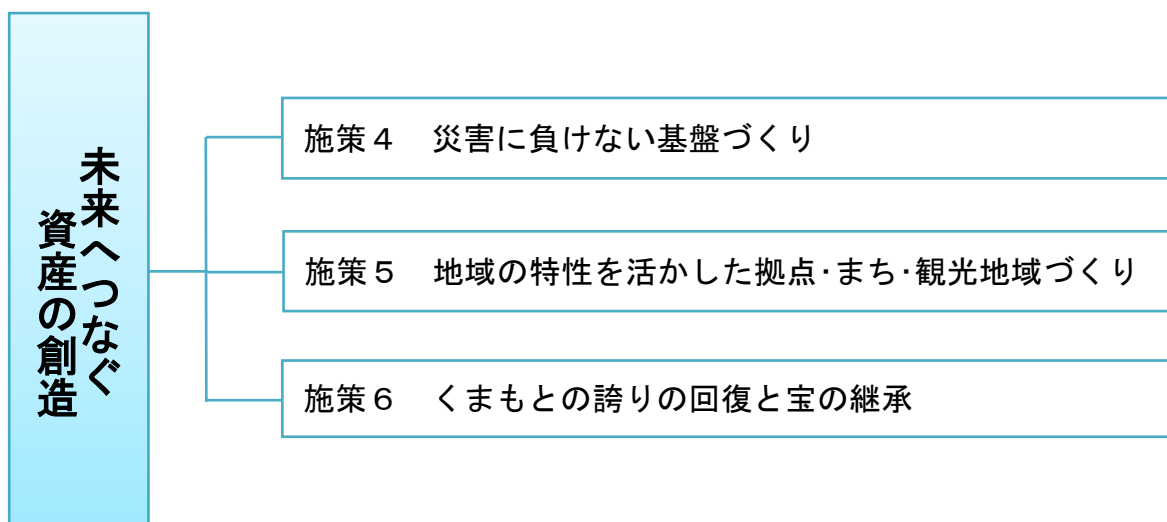 未来へつなぐ
資産の創造
施策４　災害に負けない基盤づくり
施策５　地域の特性を活かした拠点・まち・観光地域づくり
施策６　くまもとの誇りの回復と宝の継承